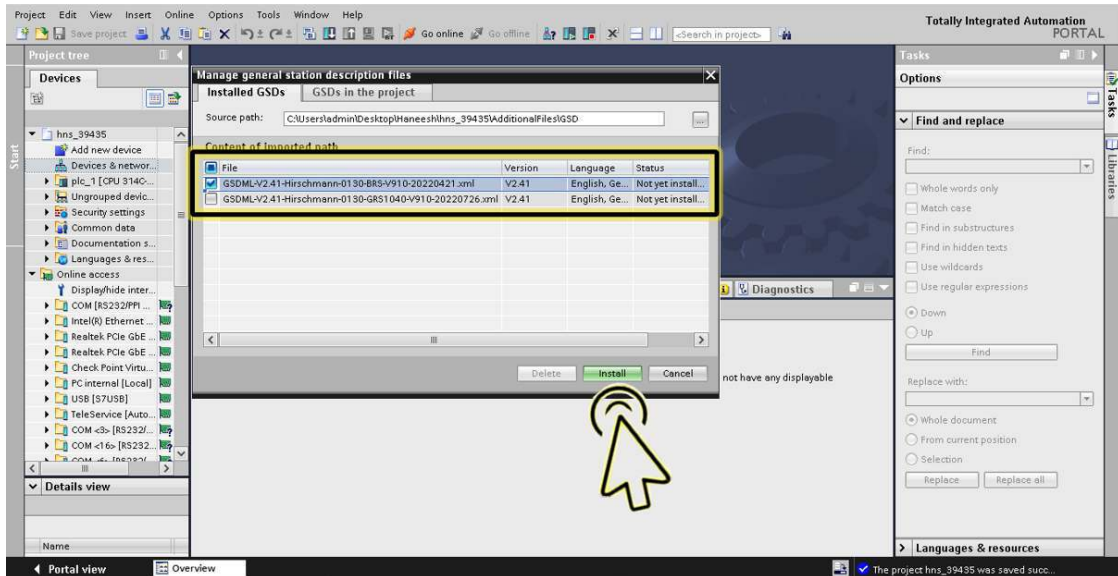 Project Edit View Insert Online Options Tools Window Help
Totally Integrated Automation
PORTAL
Save project
Go online
Go offline
<Search in project>
Project tree
Devices
Start
hns_39435
Add new device
Devices & networ...
plc_1 [CPU 314C-...
Ungrouped devic...
Security settings
Common data
Documentation s...
Languages & res...
Online access
Display/hide inter...
COM [RS232/PPI ...
Intel(R) Ethernet ...
Realtek PCIe GbE ...
Realtek PCIe GbE ...
Check Point Virtu...
PC internal [Local]
USB [S7USB]
TeleService [Auto...
COM <3> [RS232/...
COM <16> [RS232...
Details view
Name
Manage general station description files
Installed GSDs
GSDs in the project
Source path:
C:\Users\admin\Desktop\Haneesh\hns_39435\AdditionalFiles\GSD
Content of imported path
File Version Language Status
GSDML-V2.41-Hirschmann-0130-BRS-V910-20220421.xml V2.41 English, Ge... Not yet install...
GSDML-V2.41-Hirschmann-0130-GRS1040-V910-20220726.xml V2.41 English, Ge... Not yet install...
Delete
Install
Cancel
Diagnostics
not have any displayable
Tasks
Options
Find and replace
Find:
Whole words only
Match case
Find in substructures
Find in hidden texts
Use wildcards
Use regular expressions
Down
Up
Find
Replace with:
Whole document
From current position
Selection
Replace
Replace all
Languages & resources
Tasks
Libraries
Portal view
Overview
The project hns_39435 was saved succ...